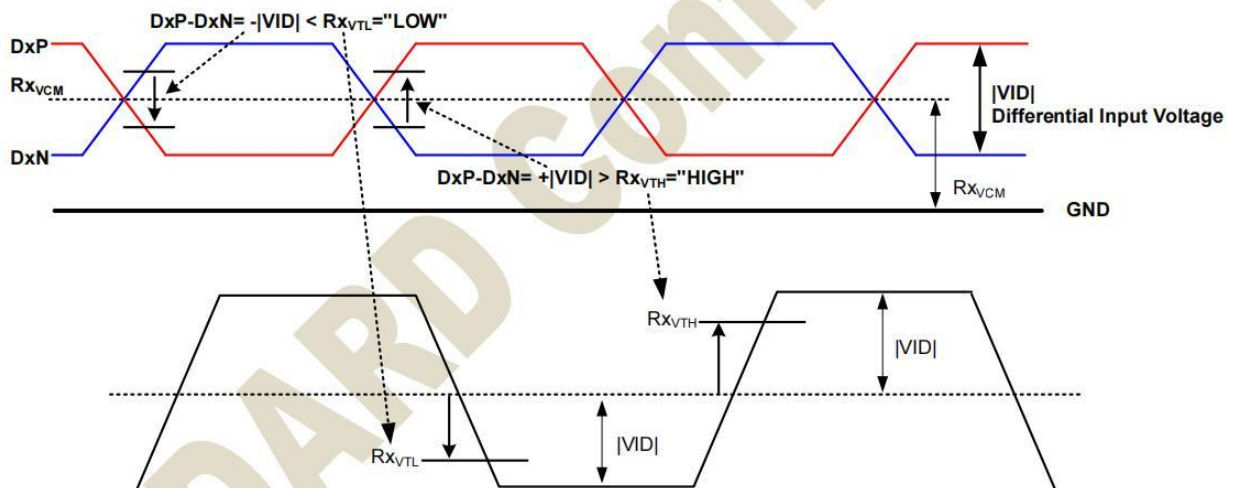 DxP-DxN= -|VID| < RxVTL="LOW"
DxP
RxVCM
DxN
|VID|
Differential Input Voltage
DxP-DxN= +|VID| > RxVTH="HIGH"
RxVCM
GND
RxVTH
|VID|
|VID|
RxVTL